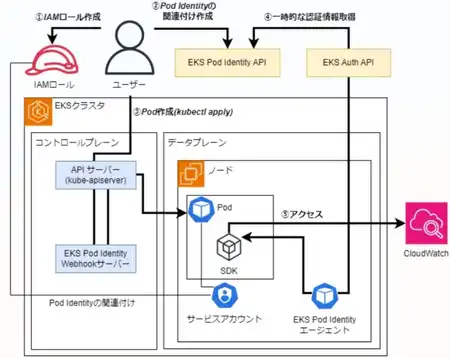 ①IAMロール作成
②Pod Identityの
関連付け作成
④一時的な認証情報取得
IAMロール
ユーザー
EKS Pod Identity API
EKS Auth API
EKSクラスタ
③Pod作成(kubectl apply)
コントロールプレーン
データプレーン
API サーバー
(kube-apiserver)
ノード
Pod
⑤アクセス
SDK
CloudWatch
EKS Pod Identity
Webhookサーバー
Pod Identityの関連付け
サービスアカウント
EKS Pod Identity
エージェント